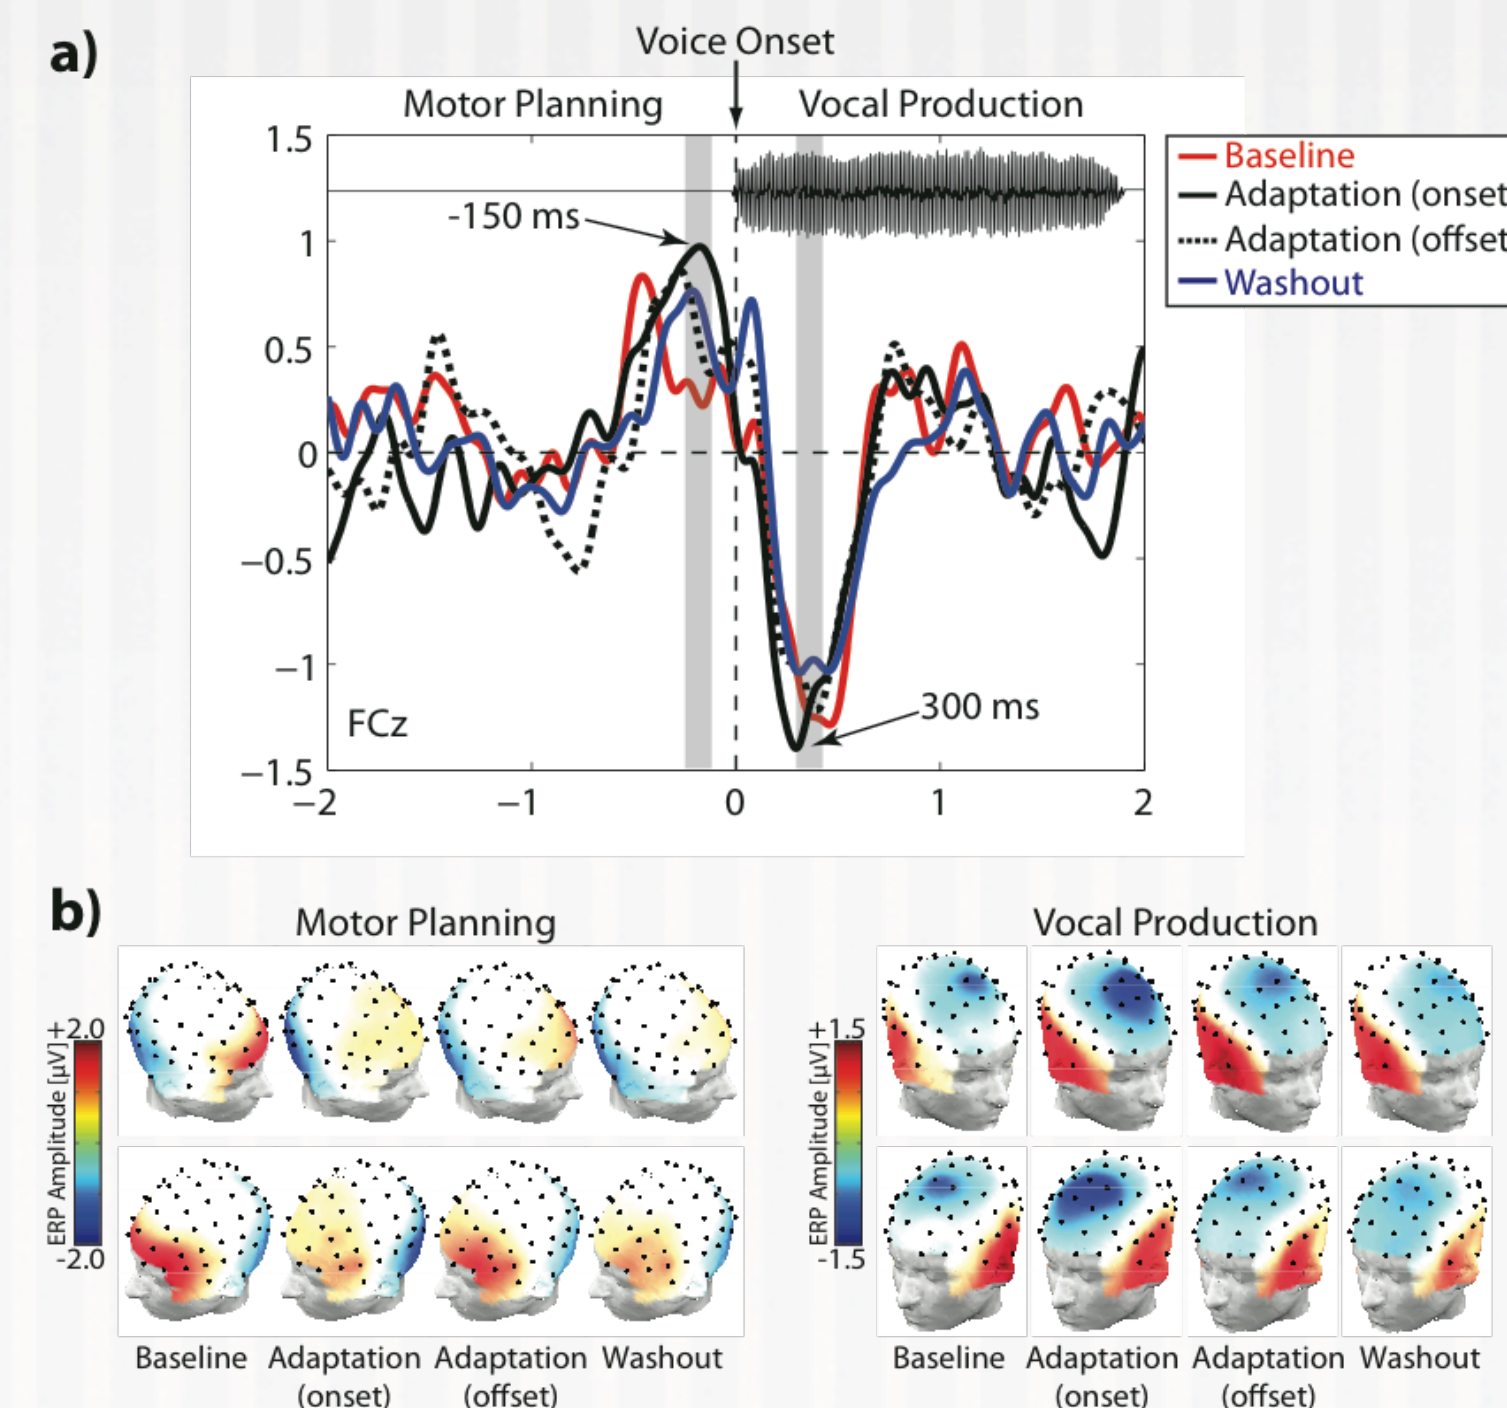 a)
Voice Onset
Motor Planning
Vocal Production
1.5
1
0.5
0
−0.5
−1
−1.5
-150 ms
300 ms
FCz
−2
−1
0
1
2
Baseline
Adaptation (onset
Adaptation (offset
Washout
b)
Motor Planning
Vocal Production
ERP Amplitude [µV]
+2.0
-2.0
ERP Amplitude [µV]
+1.5
-1.5
Baseline
Adaptation
(onset)
Adaptation
(offset)
Washout
Baseline
Adaptation
(onset)
Adaptation
(offset)
Washout